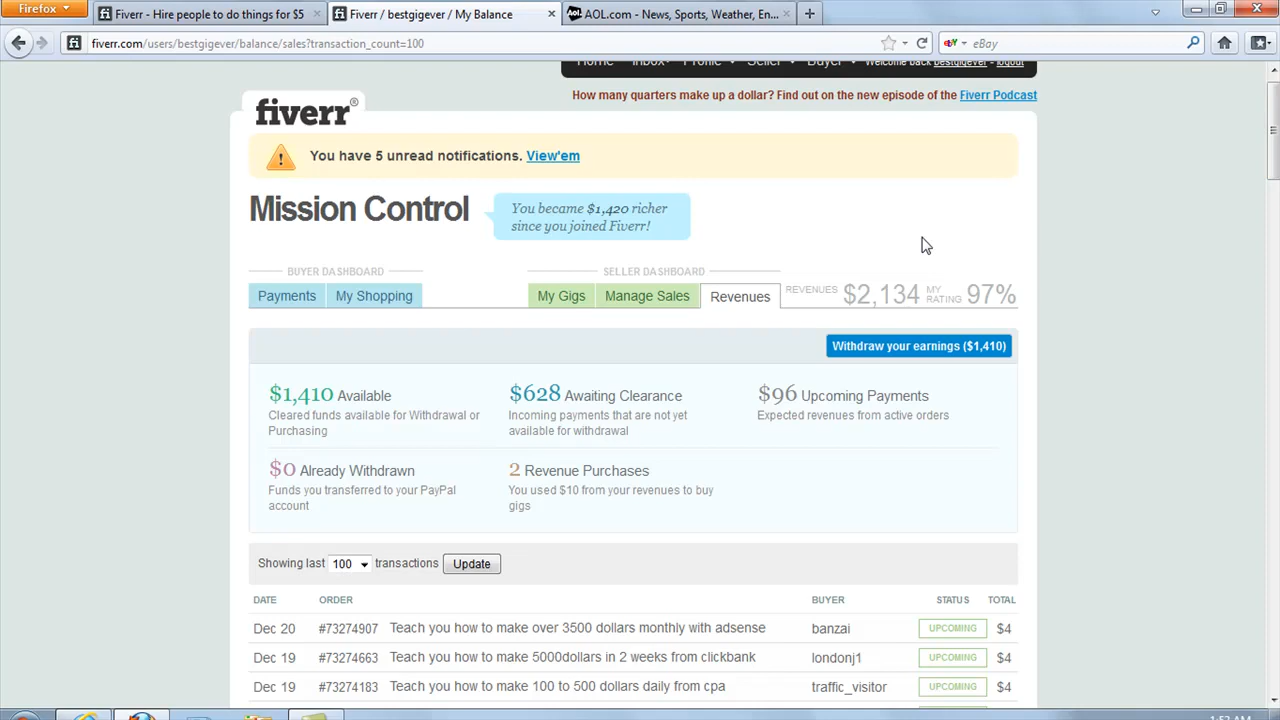 Firefox
Fiverr - Hire people to do things for $5
Fiverr / bestgigever / My Balance
AOL.com - News, Sports, Weather, En...
fiverr.com/users/bestgigever/balance/sales?transaction_count=100
eBay
Home Inbox Profile Seller Buyer Welcome back bestgigever - logout
How many quarters make up a dollar? Find out on the new episode of the Fiverr Podcast
fiverr®
You have 5 unread notifications. View'em
Mission Control
You became $1,420 richer
since you joined Fiverr!
BUYER DASHBOARD
SELLER DASHBOARD
Payments
My Shopping
My Gigs
Manage Sales
Revenues
REVENUES $2,134
MY RATING 97%
Withdraw your earnings ($1,410)
$1,410 Available
Cleared funds available for Withdrawal or
Purchasing
$628 Awaiting Clearance
Incoming payments that are not yet
available for withdrawal
$96 Upcoming Payments
Expected revenues from active orders
$0 Already Withdrawn
Funds you transferred to your PayPal
account
2 Revenue Purchases
You used $10 from your revenues to buy
gigs
Showing last 100 transactions Update
DATE ORDER BUYER STATUS TOTAL
Dec 20 #73274907 Teach you how to make over 3500 dollars monthly with adsense banzai UPCOMING $4
Dec 19 #73274663 Teach you how to make 5000dollars in 2 weeks from clickbank londonj1 UPCOMING $4
Dec 19 #73274183 Teach you how to make 100 to 500 dollars daily from cpa traffic_visitor UPCOMING $4